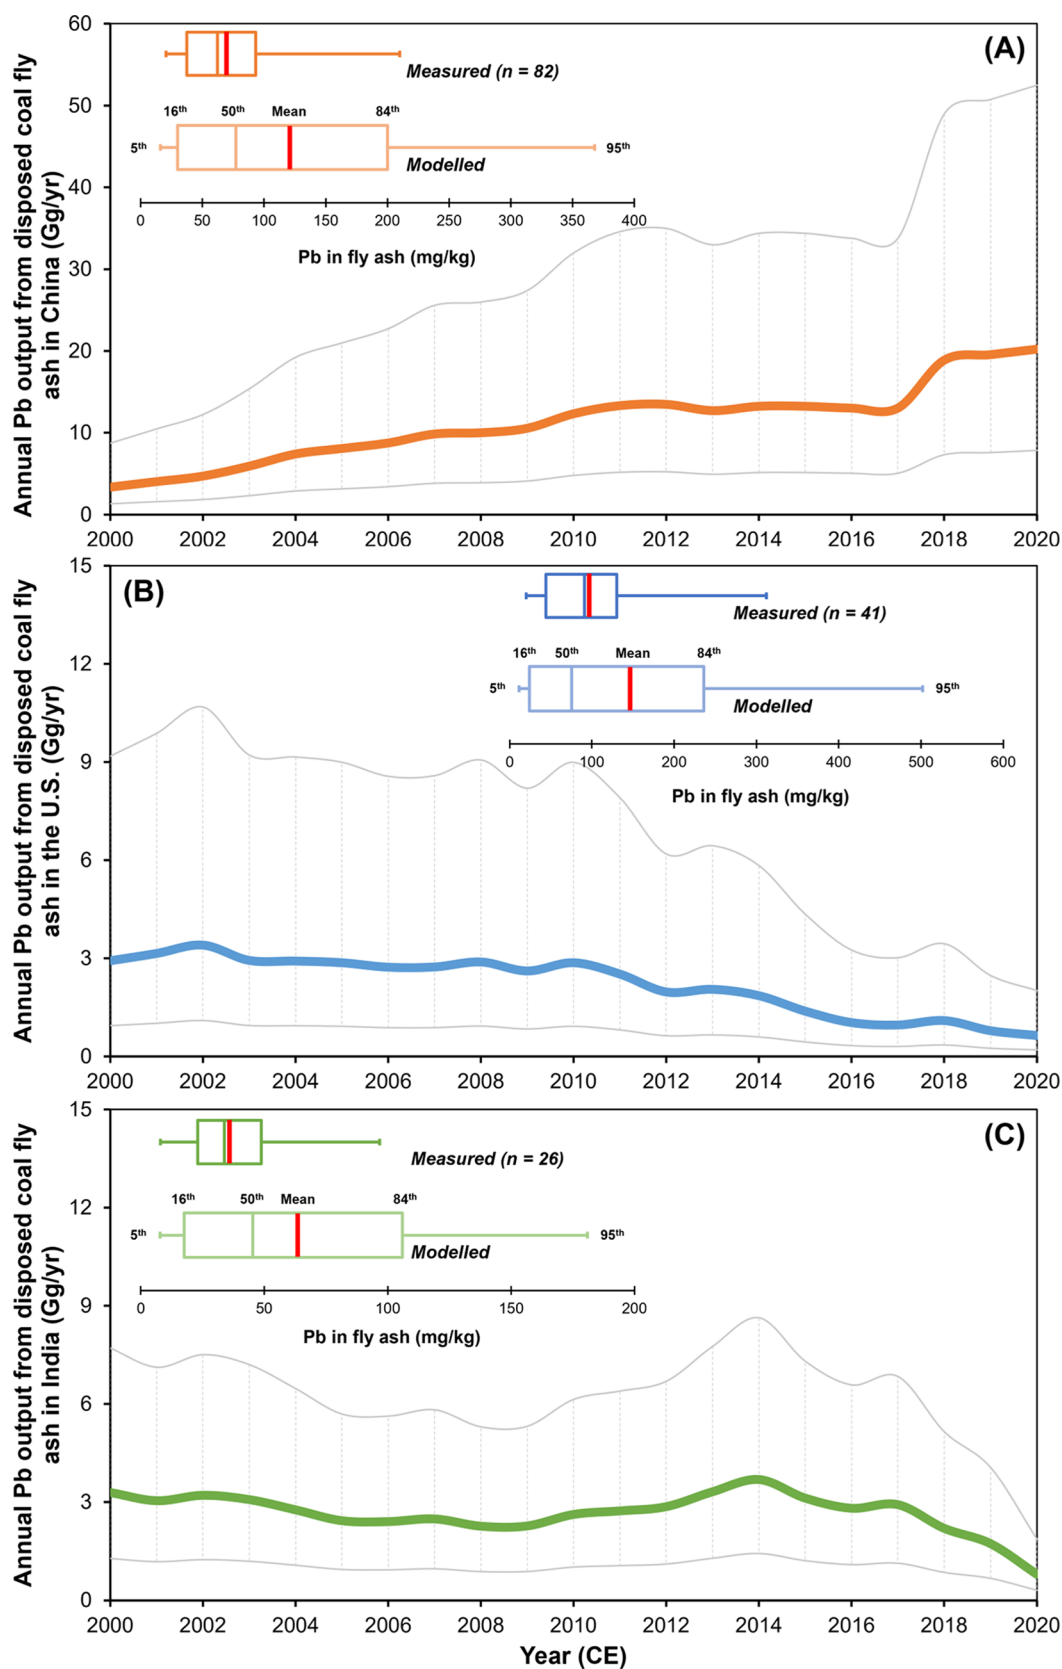 Annual Pb output from disposed coal fly
ash in China (Gg/yr)
60
50
40
30
20
10
0
(A)
Measured (n = 82)
16th 50th Mean 84th
5th 95th
Modelled
0 50 100 150 200 250 300 350 400
Pb in fly ash (mg/kg)
2000 2002 2004 2006 2008 2010 2012 2014 2016 2018 2020
Annual Pb output from disposed coal fly
ash in the U.S. (Gg/yr)
15
12
9
6
3
0
(B)
Measured (n = 41)
16th 50th Mean 84th
5th 95th
Modelled
0 100 200 300 400 500 600
Pb in fly ash (mg/kg)
2000 2002 2004 2006 2008 2010 2012 2014 2016 2018 2020
Annual Pb output from disposed coal fly
ash in India (Gg/yr)
15
12
9
6
3
0
(C)
Measured (n = 26)
16th 50th Mean 84th
5th 95th
Modelled
0 50 100 150 200
Pb in fly ash (mg/kg)
2000 2002 2004 2006 2008 2010 2012 2014 2016 2018 2020
Year (CE)